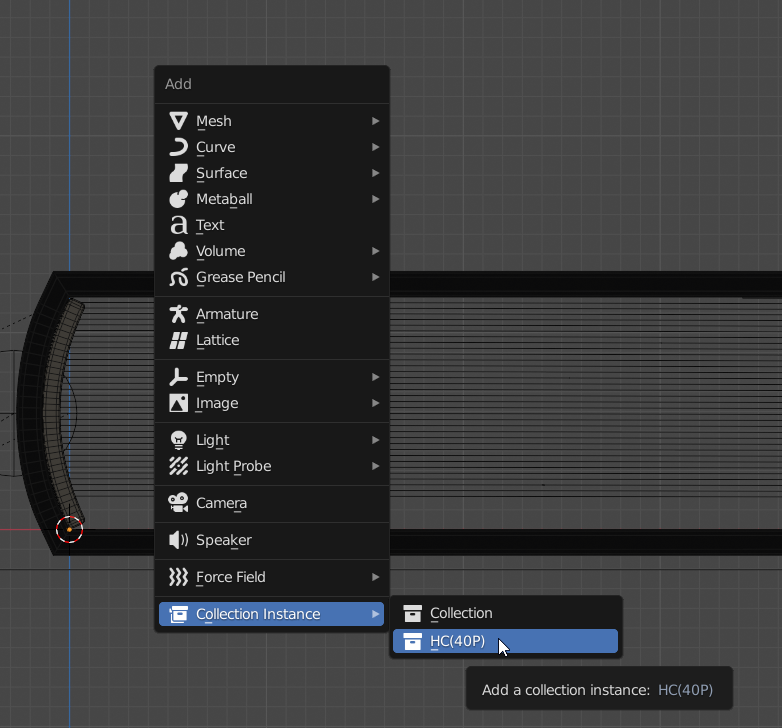 Add
Mesh
Curve
Surface
Metaball
Text
Volume
Grease Pencil
Armature
Lattice
Empty
Image
Light
Light Probe
Camera
Speaker
Force Field
Collection Instance
Collection
HC(40P)
Add a collection instance: HC(40P)